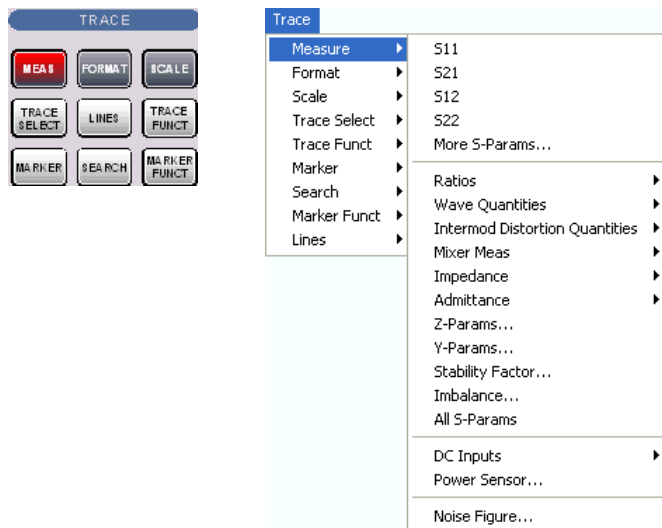 TRACE
MEAS
FORMAT
SCALE
TRACE
SELECT
LINES
TRACE
FUNCT
MARKER
SEARCH
MARKER
FUNCT
Trace
Measure
Format
Scale
Trace Select
Trace Funct
Marker
Search
Marker Funct
Lines
S11
S21
S12
S22
More S-Params...
Ratios
Wave Quantities
Intermod Distortion Quantities
Mixer Meas
Impedance
Admittance
Z-Params...
Y-Params...
Stability Factor...
Imbalance...
All S-Params
DC Inputs
Power Sensor...
Noise Figure...